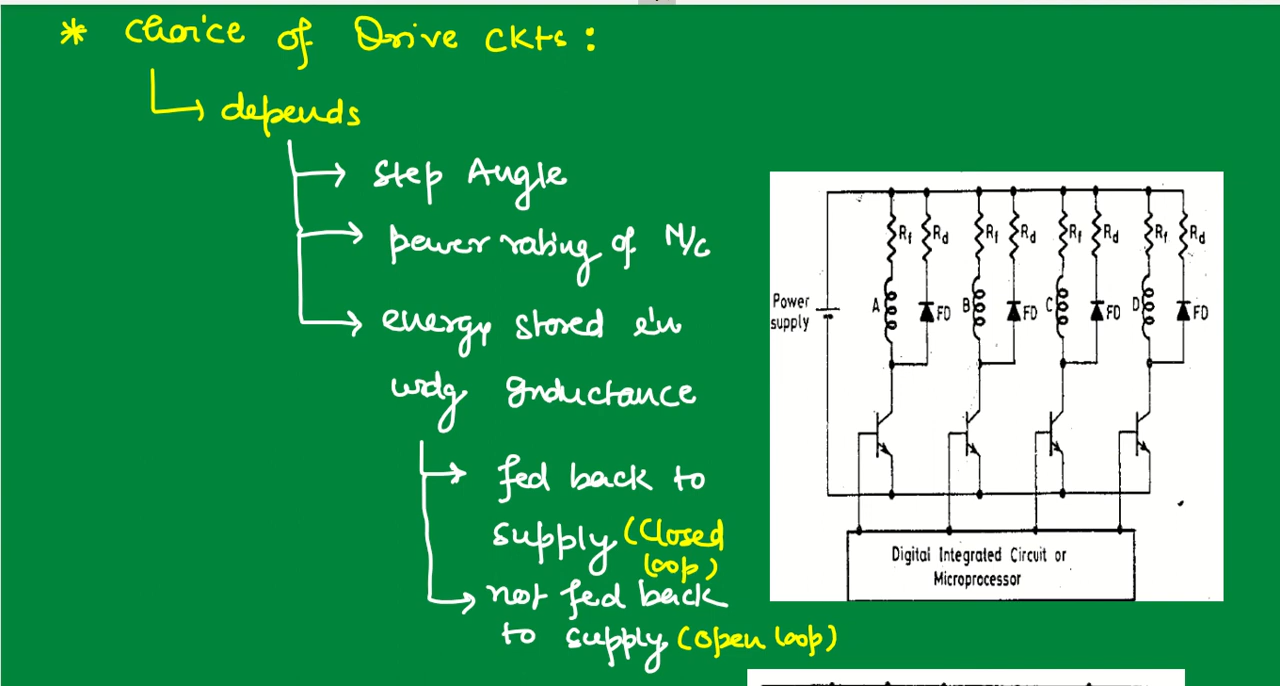 * Choice of Drive CKts :
depends
Step Angle
power rating of M/C
energy stored in
wdg Inductance
fed back to
supply (Closed
loop)
not fed back
to supply (open loop)
Rf Rd Rf Rd Rf Rd Rf Rd
Power
supply
A FD B FD C FD D FD
Digital Integrated Circuit or
Microprocessor